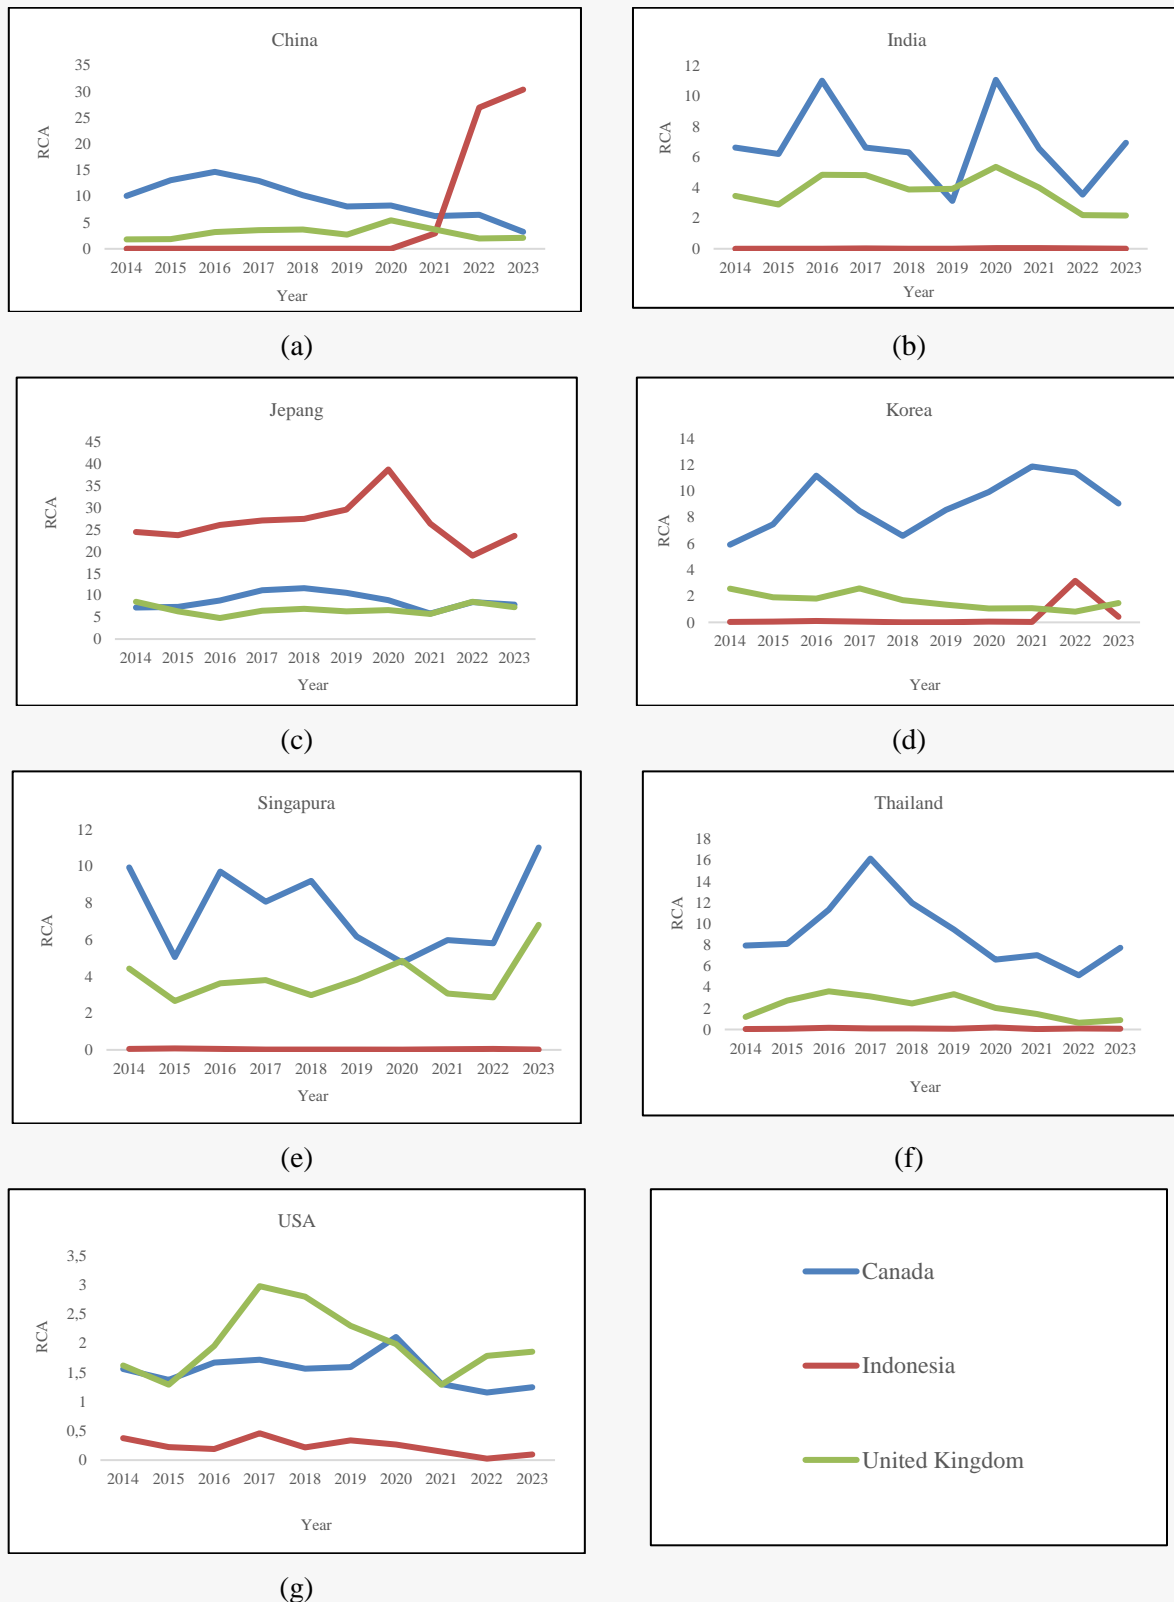 China
35
30
25
20
15
10
5
0
RCA
2014 2015 2016 2017 2018 2019 2020 2021 2022 2023
Year
(a)
India
12
10
8
6
4
2
0
RCA
2014 2015 2016 2017 2018 2019 2020 2021 2022 2023
Year
(b)
Jepang
45
40
35
30
25
20
15
10
5
0
RCA
2014 2015 2016 2017 2018 2019 2020 2021 2022 2023
Year
(c)
Korea
14
12
10
8
6
4
2
0
RCA
2014 2015 2016 2017 2018 2019 2020 2021 2022 2023
Year
(d)
Singapura
12
10
8
6
4
2
0
RCA
2014 2015 2016 2017 2018 2019 2020 2021 2022 2023
Year
(e)
Thailand
18
16
14
12
10
8
6
4
2
0
RCA
2014 2015 2016 2017 2018 2019 2020 2021 2022 2023
Year
(f)
USA
3,5
3
2,5
2
1,5
1
0,5
0
RCA
2014 2015 2016 2017 2018 2019 2020 2021 2022 2023
Year
(g)
Canada
Indonesia
United Kingdom